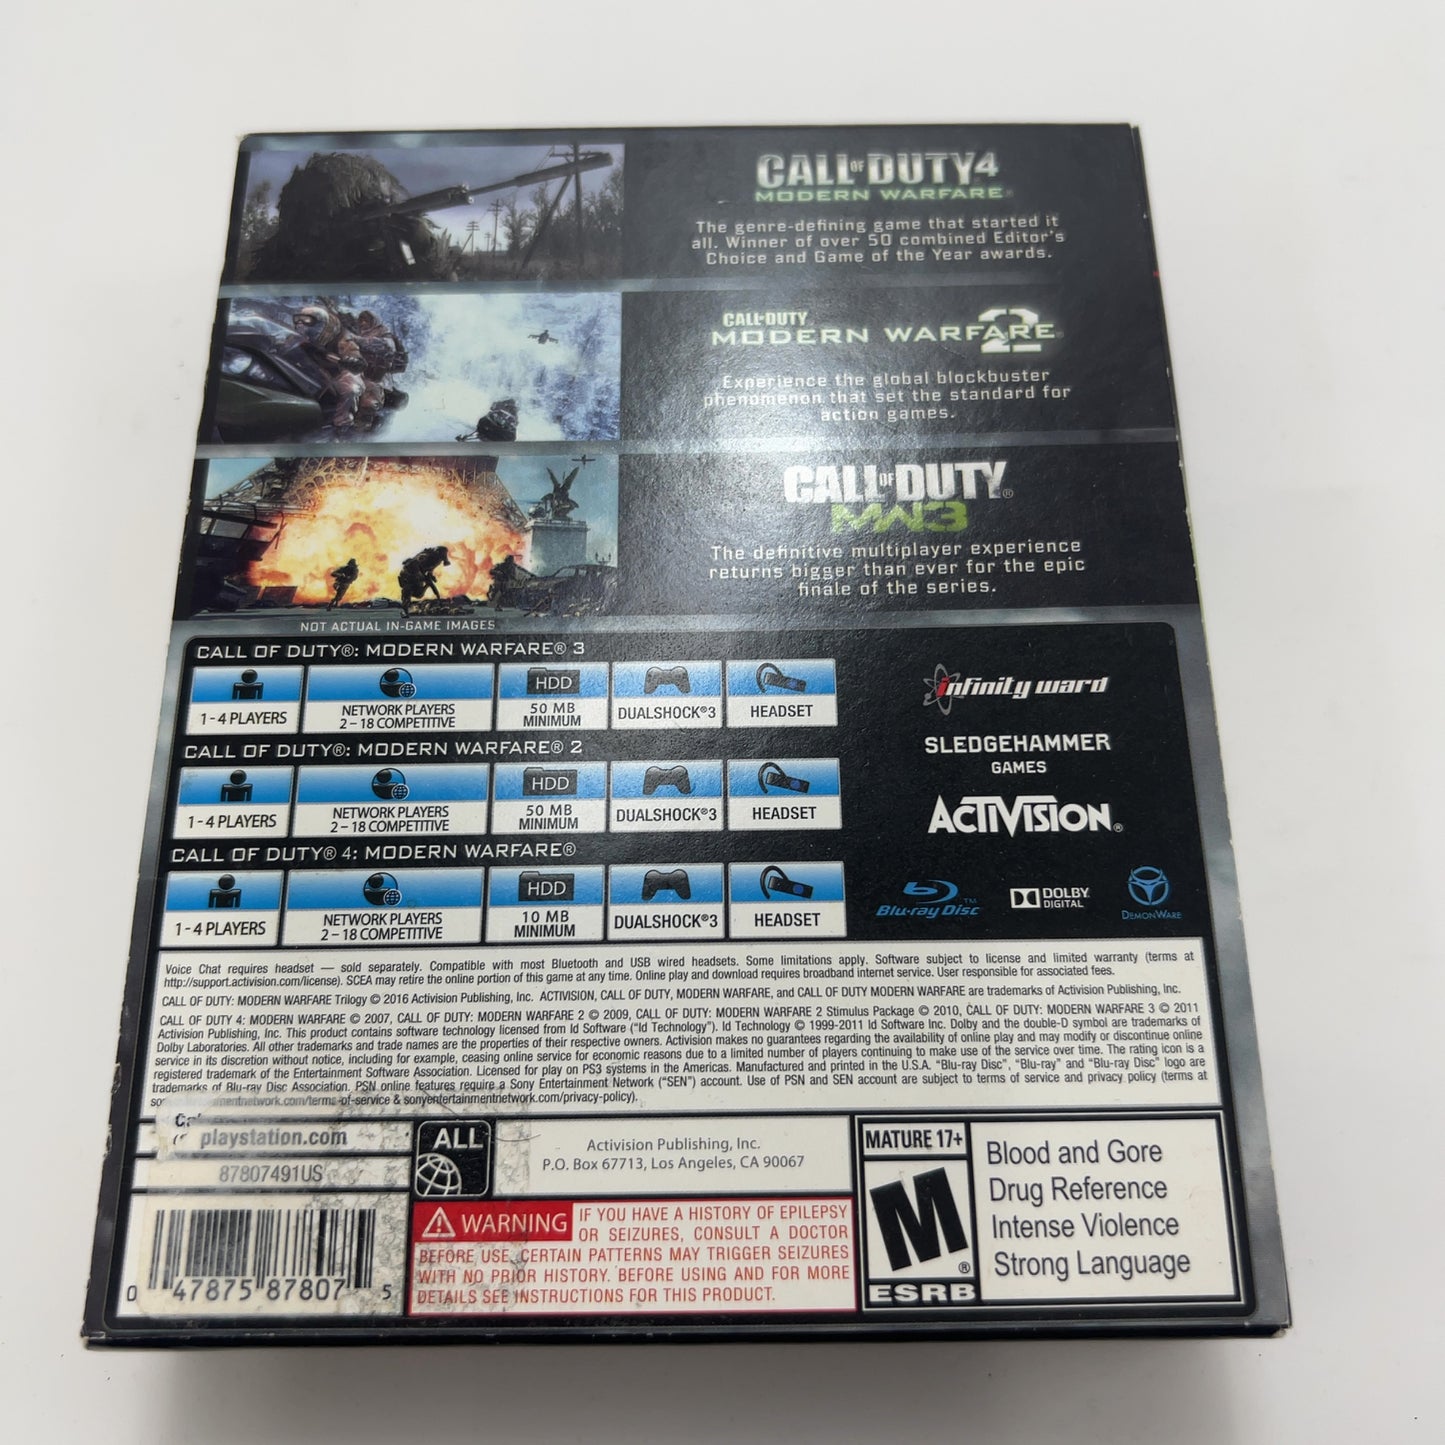 CALL OF DUTY 4
MODERN WARFARE®
The genre-defining game that started it
all. Winner of over 50 combined Editor's
Choice and Game of the Year awards.
CALL OF DUTY
MODERN WARFARE® 2
Experience the global blockbuster
phenomenon that set the standard for
action games.
CALL OF DUTY®
MW3
The definitive multiplayer experience
returns bigger than ever for the epic
finale of the series.
NOT ACTUAL IN-GAME IMAGES
CALL OF DUTY®: MODERN WARFARE® 3
1 - 4 PLAYERS
NETWORK PLAYERS
2 – 18 COMPETITIVE
HDD
50 MB
MINIMUM
DUALSHOCK®3
HEADSET
CALL OF DUTY®: MODERN WARFARE® 2
1 - 4 PLAYERS
NETWORK PLAYERS
2 – 18 COMPETITIVE
HDD
50 MB
MINIMUM
DUALSHOCK®3
HEADSET
CALL OF DUTY® 4: MODERN WARFARE®
1 - 4 PLAYERS
NETWORK PLAYERS
2 – 18 COMPETITIVE
HDD
10 MB
MINIMUM
DUALSHOCK®3
HEADSET
infinity ward
SLEDGEHAMMER
GAMES
ACTIVISION®
Blu-ray Disc™
DOLBY
DIGITAL
DEMONWARE
Voice Chat requires headset — sold separately. Compatible with most Bluetooth and USB wired headsets. Some limitations apply. Software subject to license and limited warranty (terms at
http://support.activision.com/license). SCEA may retire the online portion of this game at any time. Online play and download requires broadband internet service. User responsible for associated fees.
CALL OF DUTY: MODERN WARFARE Trilogy © 2016 Activision Publishing, Inc. ACTIVISION, CALL OF DUTY, MODERN WARFARE, and CALL OF DUTY MODERN WARFARE are trademarks of Activision Publishing, Inc.
CALL OF DUTY 4: MODERN WARFARE © 2007, CALL OF DUTY: MODERN WARFARE 2 © 2009, CALL OF DUTY: MODERN WARFARE 2 Stimulus Package © 2010, CALL OF DUTY: MODERN WARFARE 3 © 2011
Activision Publishing, Inc. This product contains software technology licensed from Id Software ("Id Technology"). Id Technology © 1999-2011 Id Software Inc. Dolby and the double-D symbol are trademarks of
Dolby Laboratories. All other trademarks and trade names are the properties of their respective owners. Activision makes no guarantees regarding the availability of online play and may modify or discontinue online
service in its discretion without notice, including for example, ceasing online service for economic reasons due to a limited number of players continuing to make use of the service over time. The rating icon is a
registered trademark of the Entertainment Software Association. Licensed for play on PS3 systems in the Americas. Manufactured and printed in the U.S.A. "Blu-ray Disc", "Blu-ray" and "Blu-ray Disc" logo are
trademarks of Blu-ray Disc Association. PSN online features require a Sony Entertainment Network ("SEN") account. Use of PSN and SEN account are subject to terms of service and privacy policy (terms at
sonyentertainmentnetwork.com/terms-of-service & sonyentertainmentnetwork.com/privacy-policy).
playstation.com
87807491US
0 47875 87807 5
ALL
Activision Publishing, Inc.
P.O. Box 67713, Los Angeles, CA 90067
WARNING IF YOU HAVE A HISTORY OF EPILEPSY
OR SEIZURES, CONSULT A DOCTOR
BEFORE USE. CERTAIN PATTERNS MAY TRIGGER SEIZURES
WITH NO PRIOR HISTORY. BEFORE USING AND FOR MORE
DETAILS SEE INSTRUCTIONS FOR THIS PRODUCT.
MATURE 17+
M®
ESRB
Blood and Gore
Drug Reference
Intense Violence
Strong Language